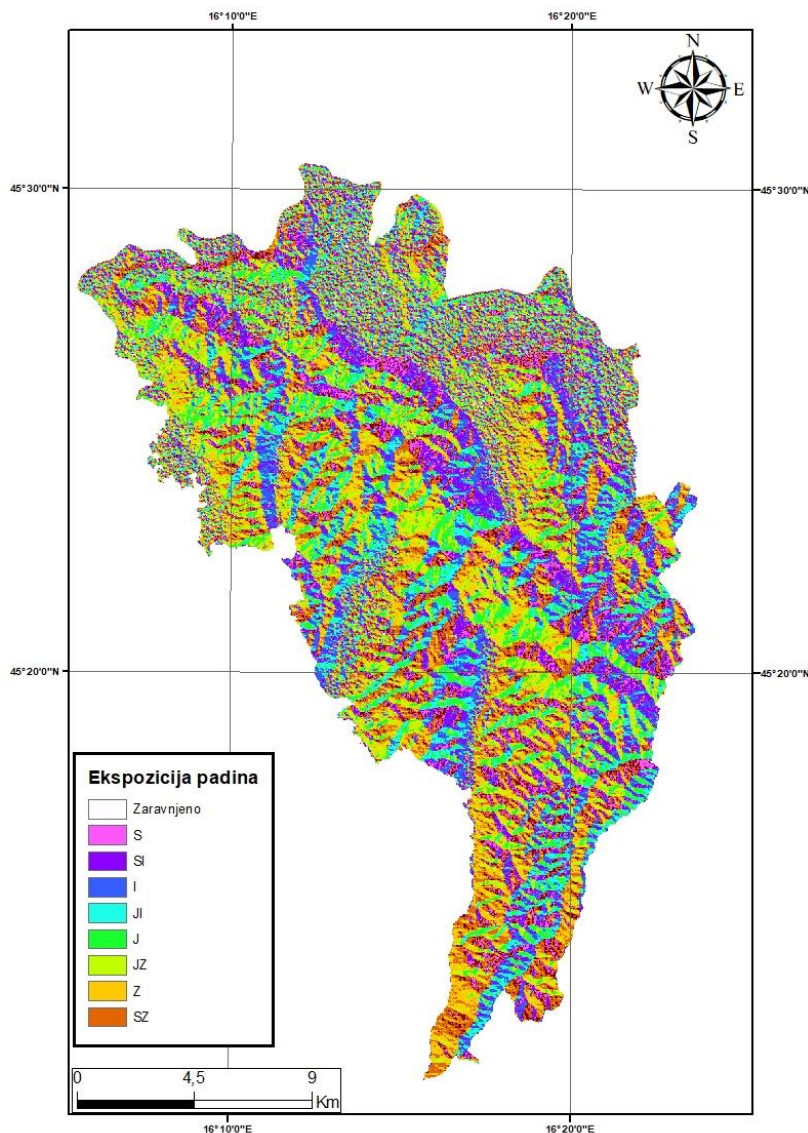 16°10'0"E
16°20'0"E
N
W
E
S
45°30'0"N
45°30'0"N
45°20'0"N
45°20'0"N
Ekspozicija padina
Zaravnjeno
S
SI
I
JI
J
JZ
Z
SZ
0
4,5
9
Km
16°10'0"E
16°20'0"E